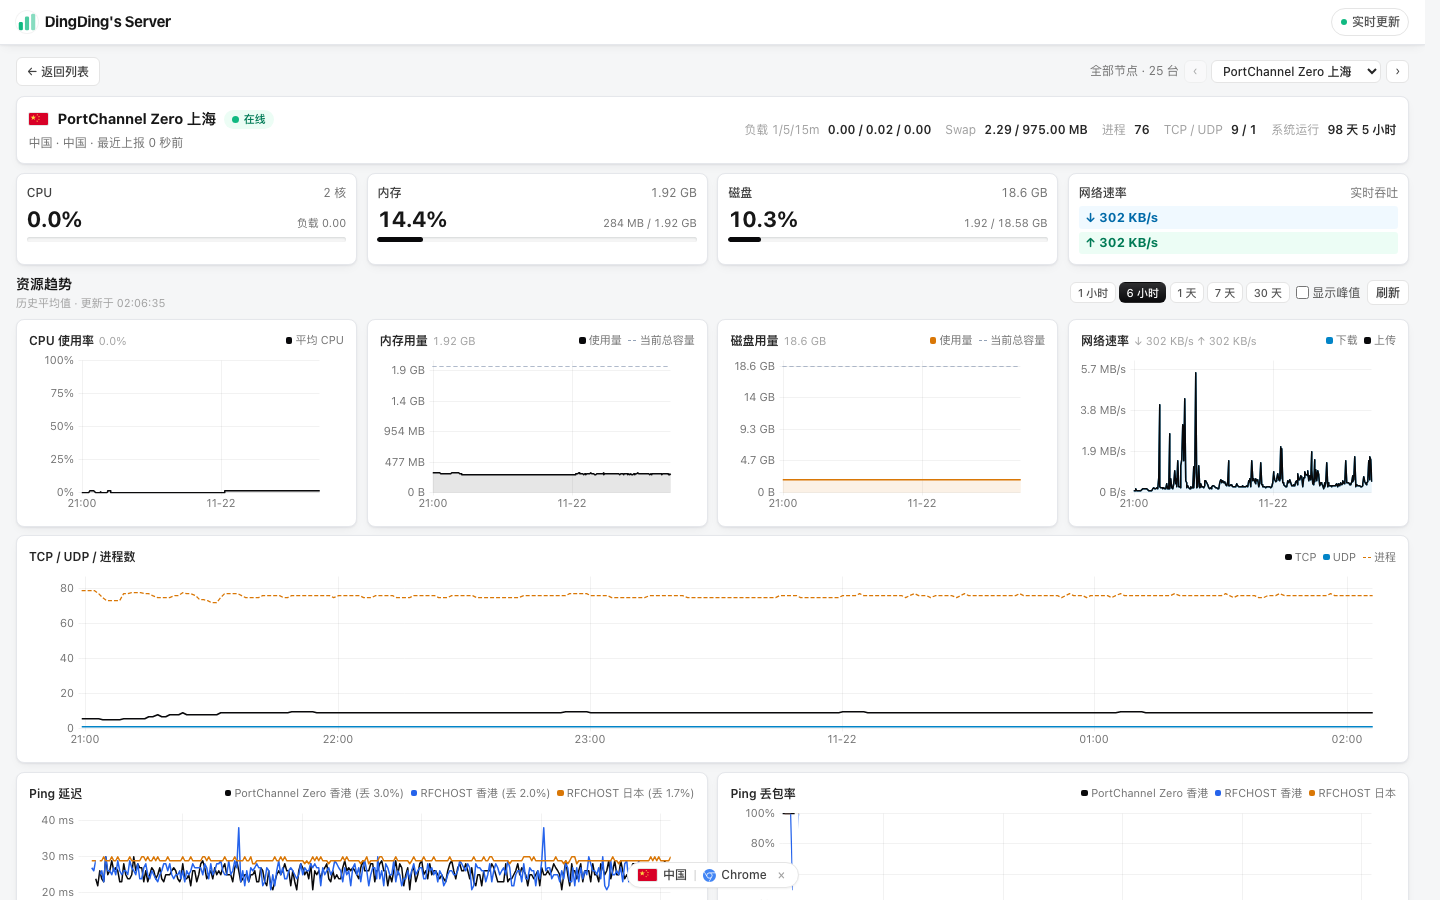 DingDing's Server
实时更新
← 返回列表
全部节点 · 25 台 ‹ PortChannel Zero 上海 ›
PortChannel Zero 上海 在线
中国 · 中国 · 最近上报 0 秒前
负载 1/5/15m 0.00 / 0.02 / 0.00 Swap 2.29 / 975.00 MB 进程 76 TCP / UDP 9 / 1 系统运行 98 天 5 小时
CPU 2 核
0.0% 负载 0.00
内存 1.92 GB
14.4% 284 MB / 1.92 GB
磁盘 18.6 GB
10.3% 1.92 / 18.58 GB
网络速率 实时吞吐
↓ 302 KB/s
↑ 302 KB/s
资源趋势
历史平均值 · 更新于 02:06:35
1 小时 6 小时 1 天 7 天 30 天 显示峰值 刷新
CPU 使用率 0.0% 平均 CPU
100%
75%
50%
25%
0%
21:00 11-22
内存用量 1.92 GB 使用量 -- 当前总容量
1.9 GB
1.4 GB
954 MB
477 MB
0 B
21:00 11-22
磁盘用量 18.6 GB 使用量 -- 当前总容量
18.6 GB
14 GB
9.3 GB
4.7 GB
0 B
21:00 11-22
网络速率 ↓ 302 KB/s ↑ 302 KB/s 下载 上传
5.7 MB/s
3.8 MB/s
1.9 MB/s
0 B/s
21:00 11-22
TCP / UDP / 进程数 TCP UDP -- 进程
80
60
40
20
0
21:00 22:00 23:00 11-22 01:00 02:00
Ping 延迟 PortChannel Zero 香港 (丢 3.0%) RFCHOST 香港 (丢 2.0%) RFCHOST 日本 (丢 1.7%)
40 ms
30 ms
20 ms
Ping 丢包率 PortChannel Zero 香港 RFCHOST 香港 RFCHOST 日本
100%
80%
中国 | Chrome ×